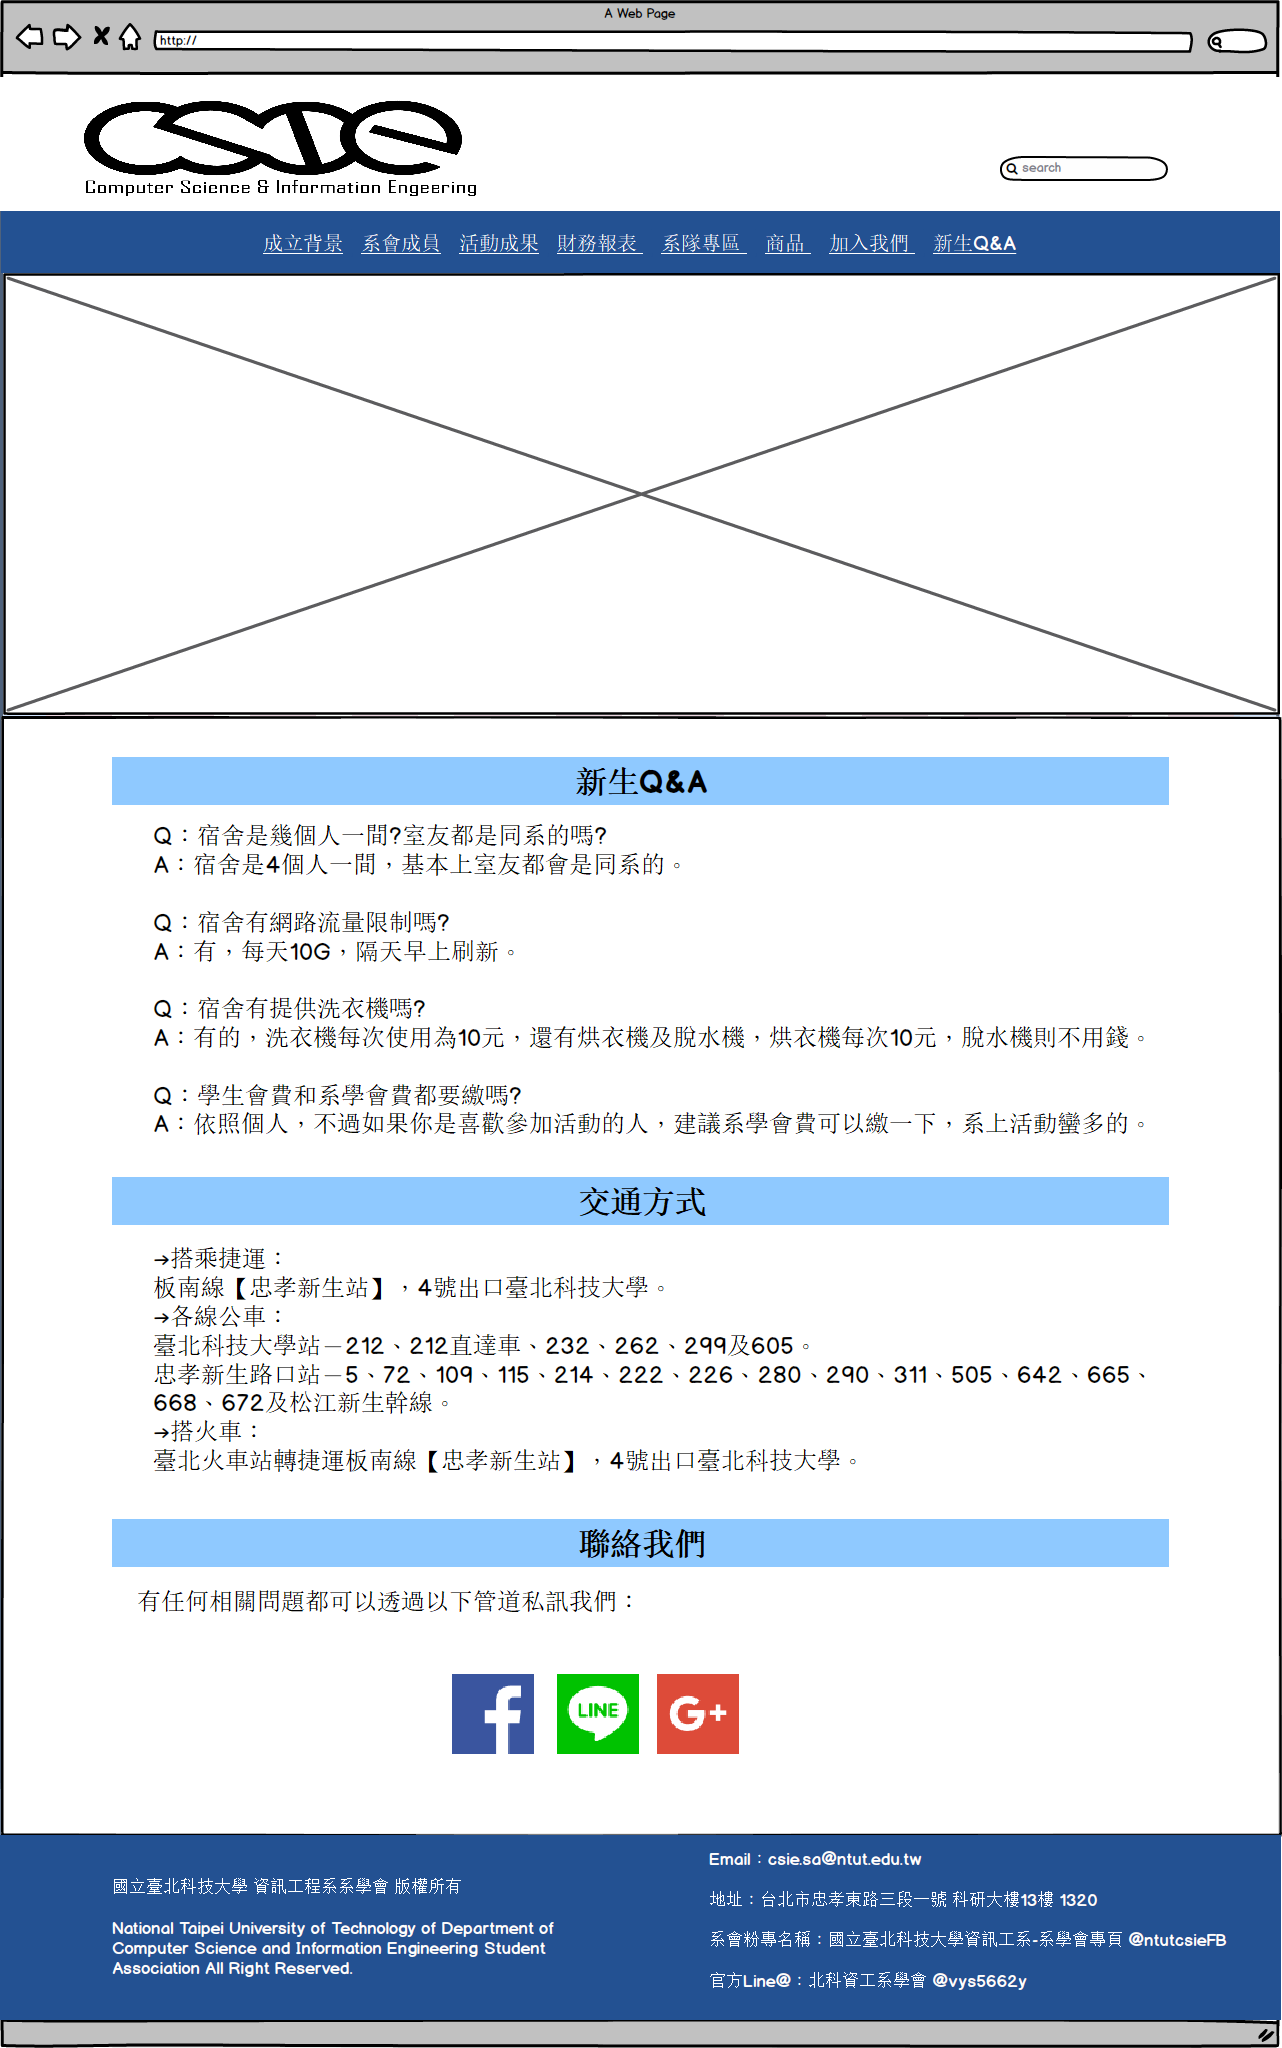 A Web Page
http://
csie
Computer Science & Information Engeering
search
成立背景 系會成員 活動成果 財務報表 系隊專區 商品 加入我們 新生Q&A
新生Q&A
Q：宿舍是幾個人一間?室友都是同系的嗎?
A：宿舍是4個人一間，基本上室友都會是同系的。
Q：宿舍有網路流量限制嗎?
A：有，每天10G，隔天早上刷新。
Q：宿舍有提供洗衣機嗎?
A：有的，洗衣機每次使用為10元，還有烘衣機及脫水機，烘衣機每次10元，脫水機則不用錢。
Q：學生會費和系學會費都要繳嗎?
A：依照個人，不過如果你是喜歡參加活動的人，建議系學會費可以繳一下，系上活動蠻多的。
交通方式
→搭乘捷運：
板南線【忠孝新生站】，4號出口臺北科技大學。
→各線公車：
臺北科技大學站－212、212直達車、232、262、299及605。
忠孝新生路口站－5、72、109、115、214、222、226、280、290、311、505、642、665、
668、672及松江新生幹線。
→搭火車：
臺北火車站轉捷運板南線【忠孝新生站】，4號出口臺北科技大學。
聯絡我們
有任何相關問題都可以透過以下管道私訊我們：
f LINE G+
國立臺北科技大學 資訊工程系系學會 版權所有
National Taipei University of Technology of Department of
Computer Science and Information Engineering Student
Association All Right Reserved.
Email：csie.sa@ntut.edu.tw
地址：台北市忠孝東路三段一號 科研大樓13樓 1320
系會粉專名稱：國立臺北科技大學資訊工系-系學會專頁 @ntutcsieFB
官方Line@：北科資工系學會 @vys5662y